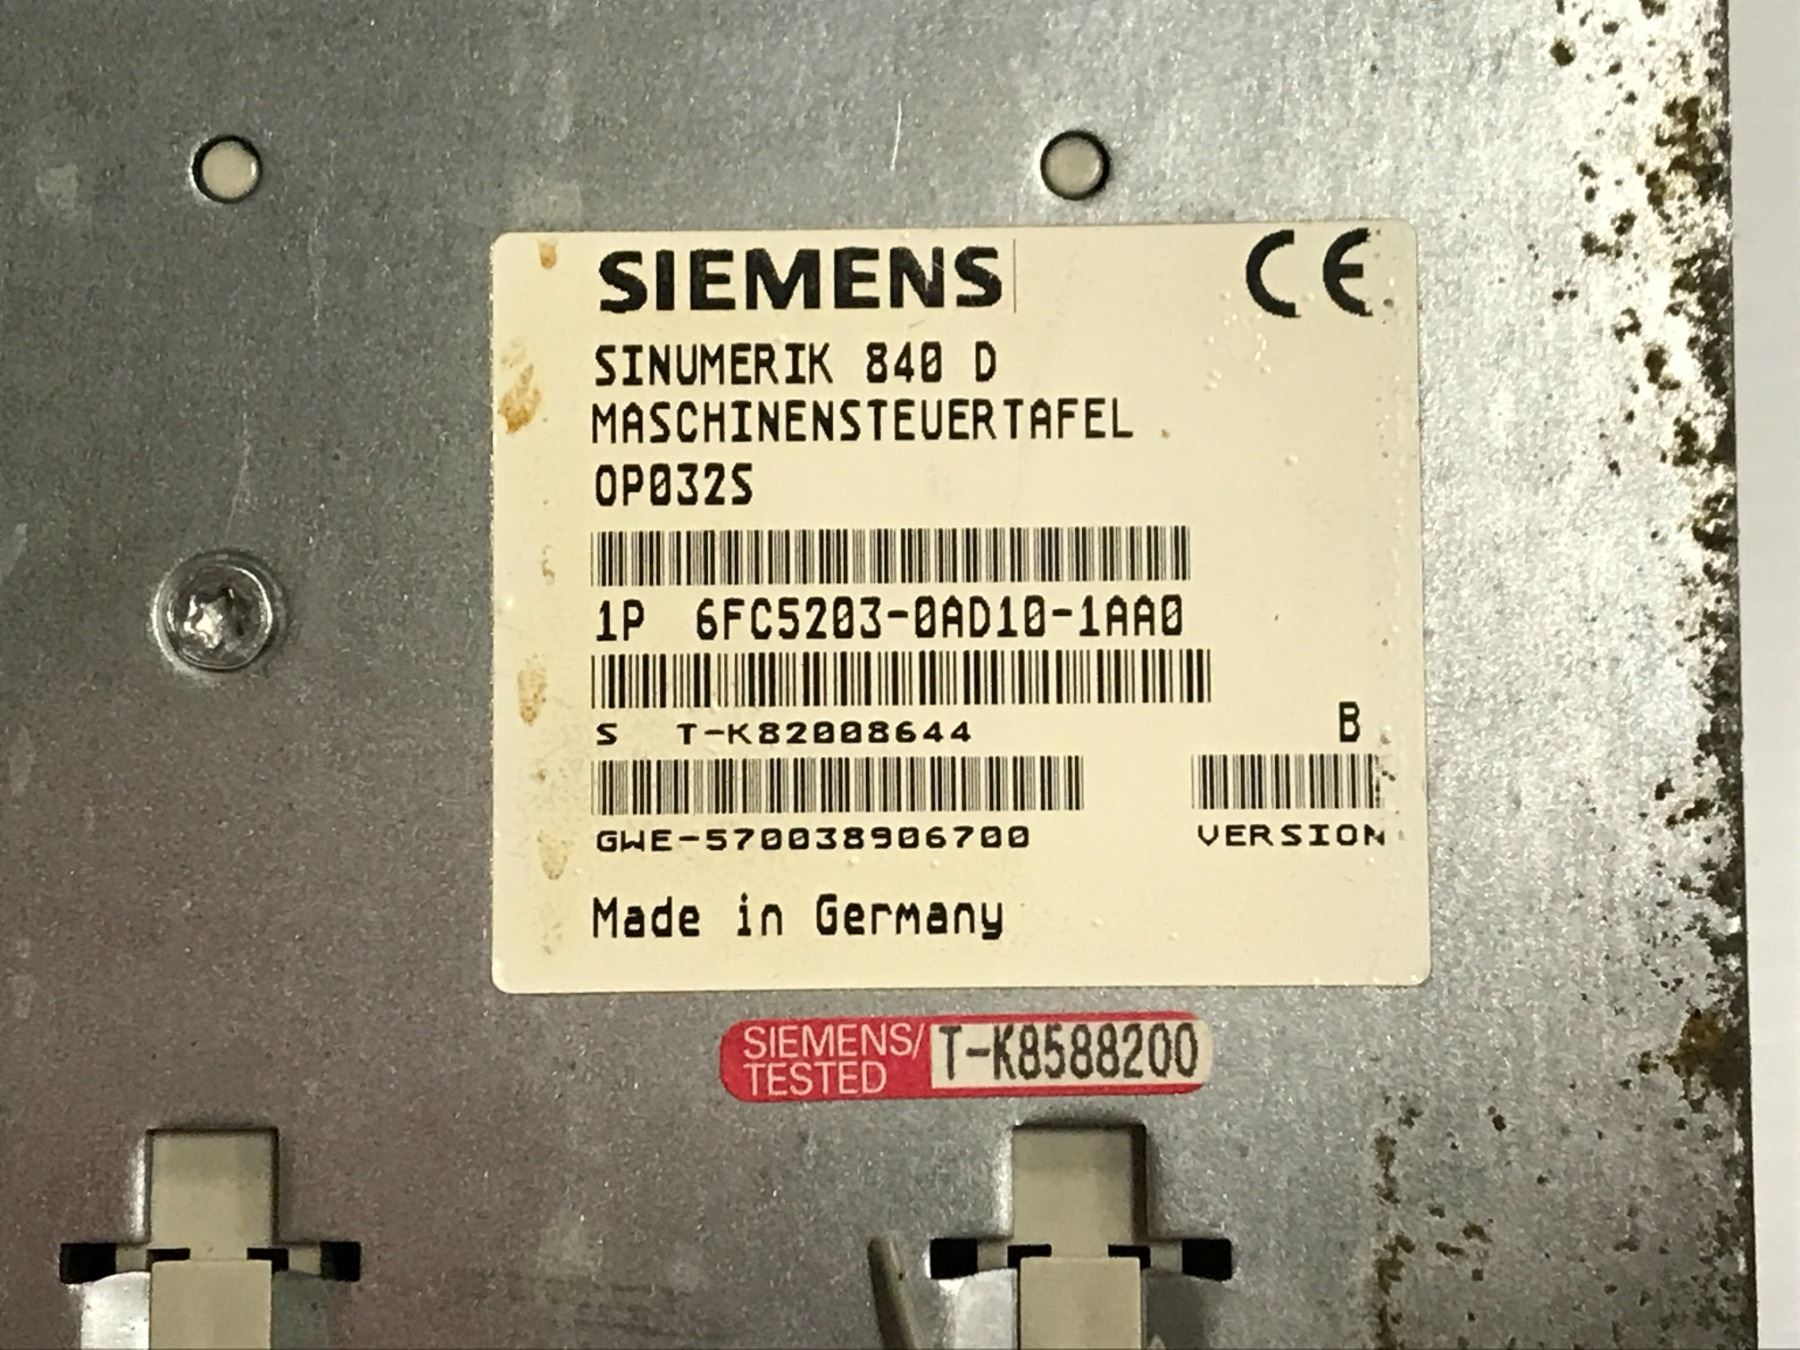 SIEMENS
CE
SINUMERIK 840 D
MASCHINENSTEUERTAFEL
OP032S
1P 6FC5203-0AD10-1AA0
S T-K82008644
B
GWE-570038906700
VERSION
Made in Germany
SIEMENS/
TESTED
T-K8588200